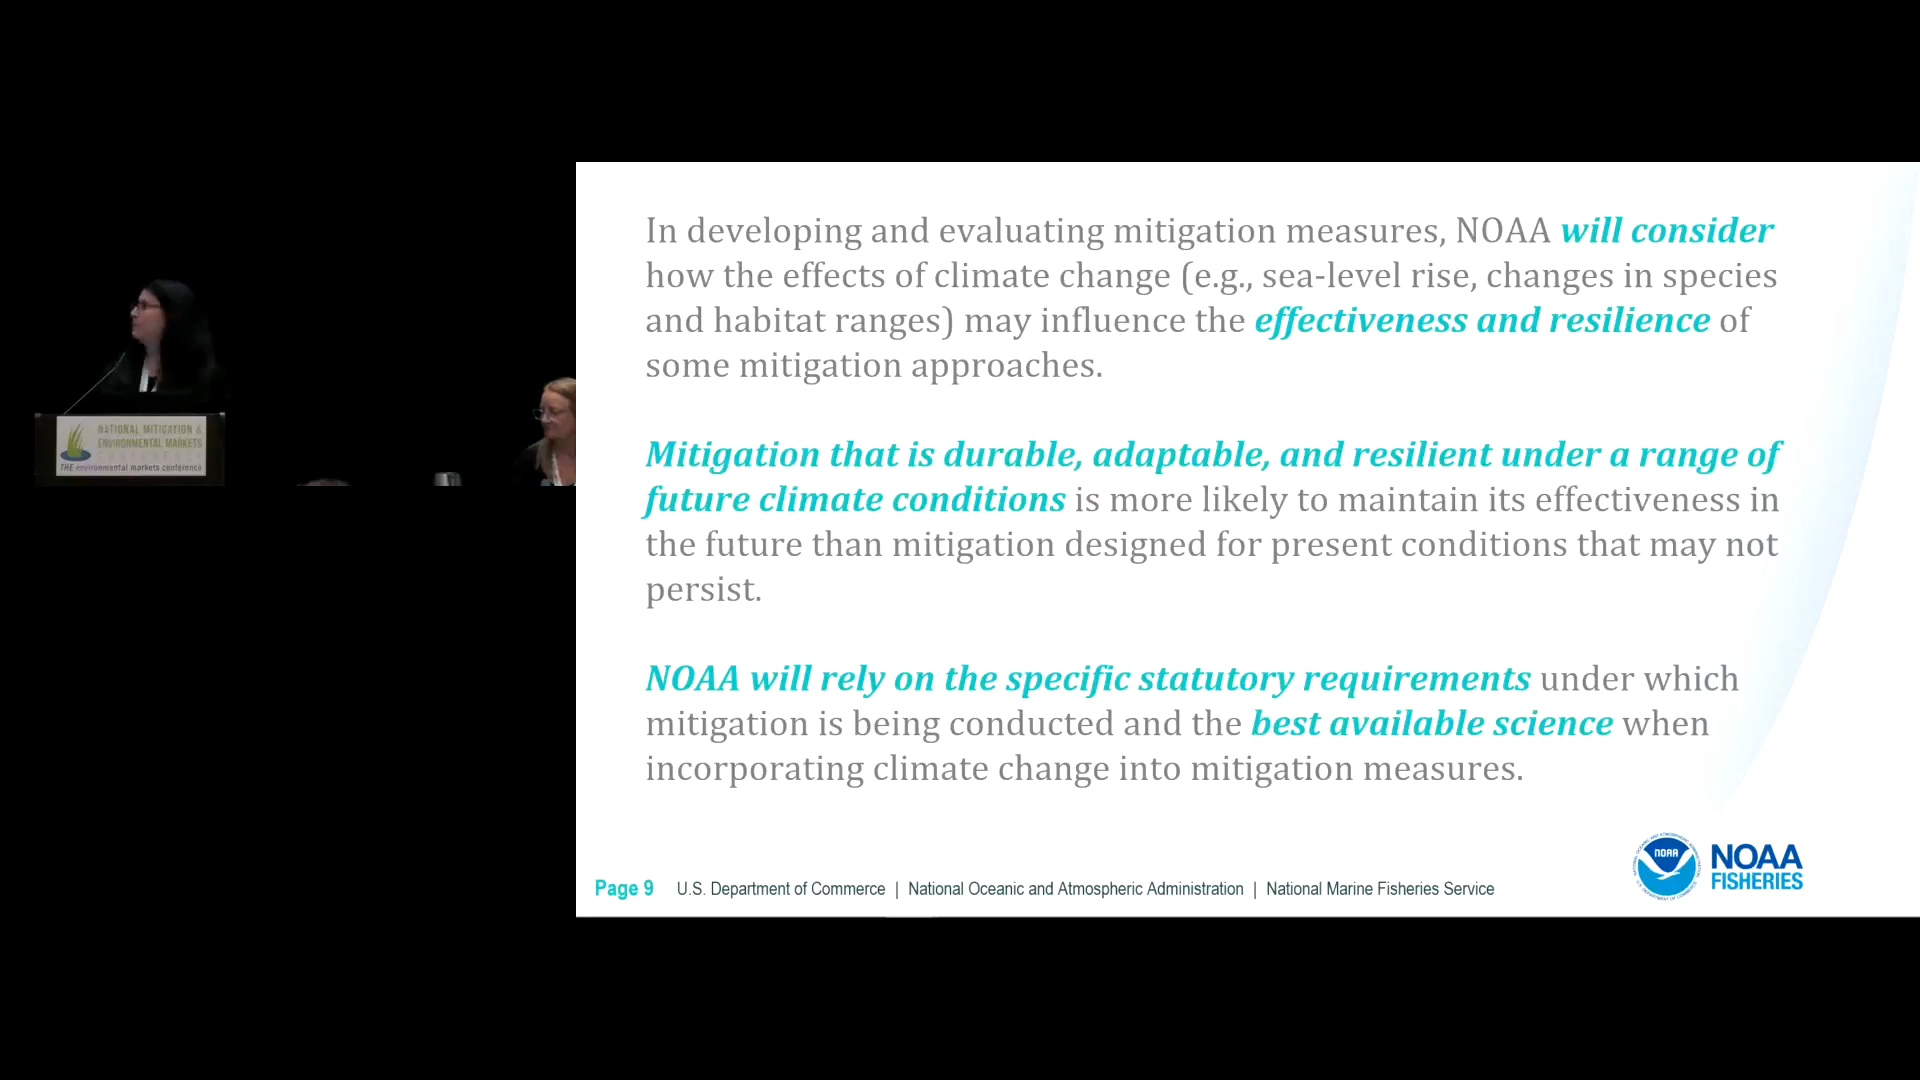 NATIONAL MITIGATION &
ENVIRONMENTAL MARKETS
CONFERENCE
THE environmental markets conference
In developing and evaluating mitigation measures, NOAA will consider
how the effects of climate change (e.g., sea-level rise, changes in species
and habitat ranges) may influence the effectiveness and resilience of
some mitigation approaches.
Mitigation that is durable, adaptable, and resilient under a range of
future climate conditions is more likely to maintain its effectiveness in
the future than mitigation designed for present conditions that may not
persist.
NOAA will rely on the specific statutory requirements under which
mitigation is being conducted and the best available science when
incorporating climate change into mitigation measures.
Page 9 U.S. Department of Commerce | National Oceanic and Atmospheric Administration | National Marine Fisheries Service
NOAA
NOAA
FISHERIES